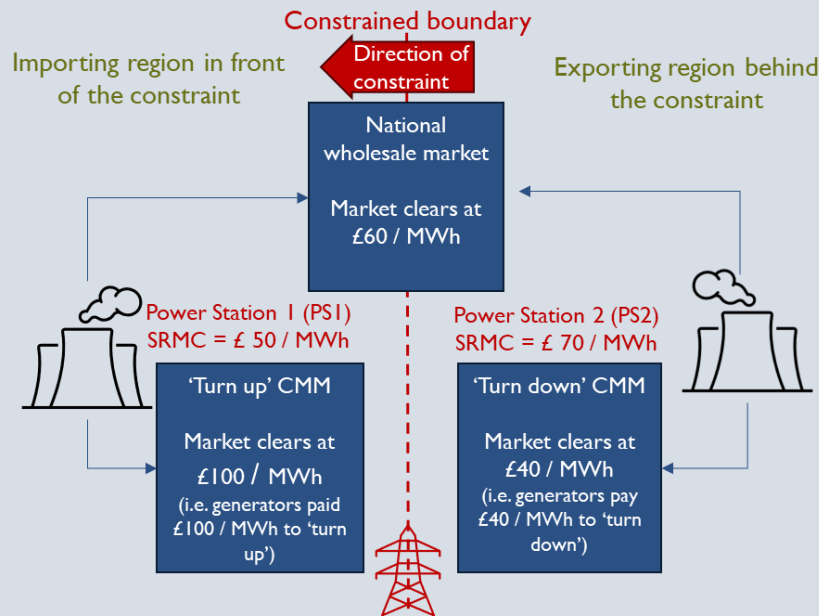 Constrained boundary
Importing region in front
of the constraint
Direction of
constraint
Exporting region behind
the constraint
National
wholesale market
Market clears at
£60 / MWh
Power Station 1 (PS1)
SRMC = £ 50 / MWh
Power Station 2 (PS2)
SRMC = £ 70 / MWh
‘Turn up’ CMM
Market clears at
£100 / MWh
(i.e. generators paid
£100 / MWh to ‘turn
up’)
‘Turn down’ CMM
Market clears at
£40 / MWh
(i.e. generators pay
£40 / MWh to ‘turn
down’)